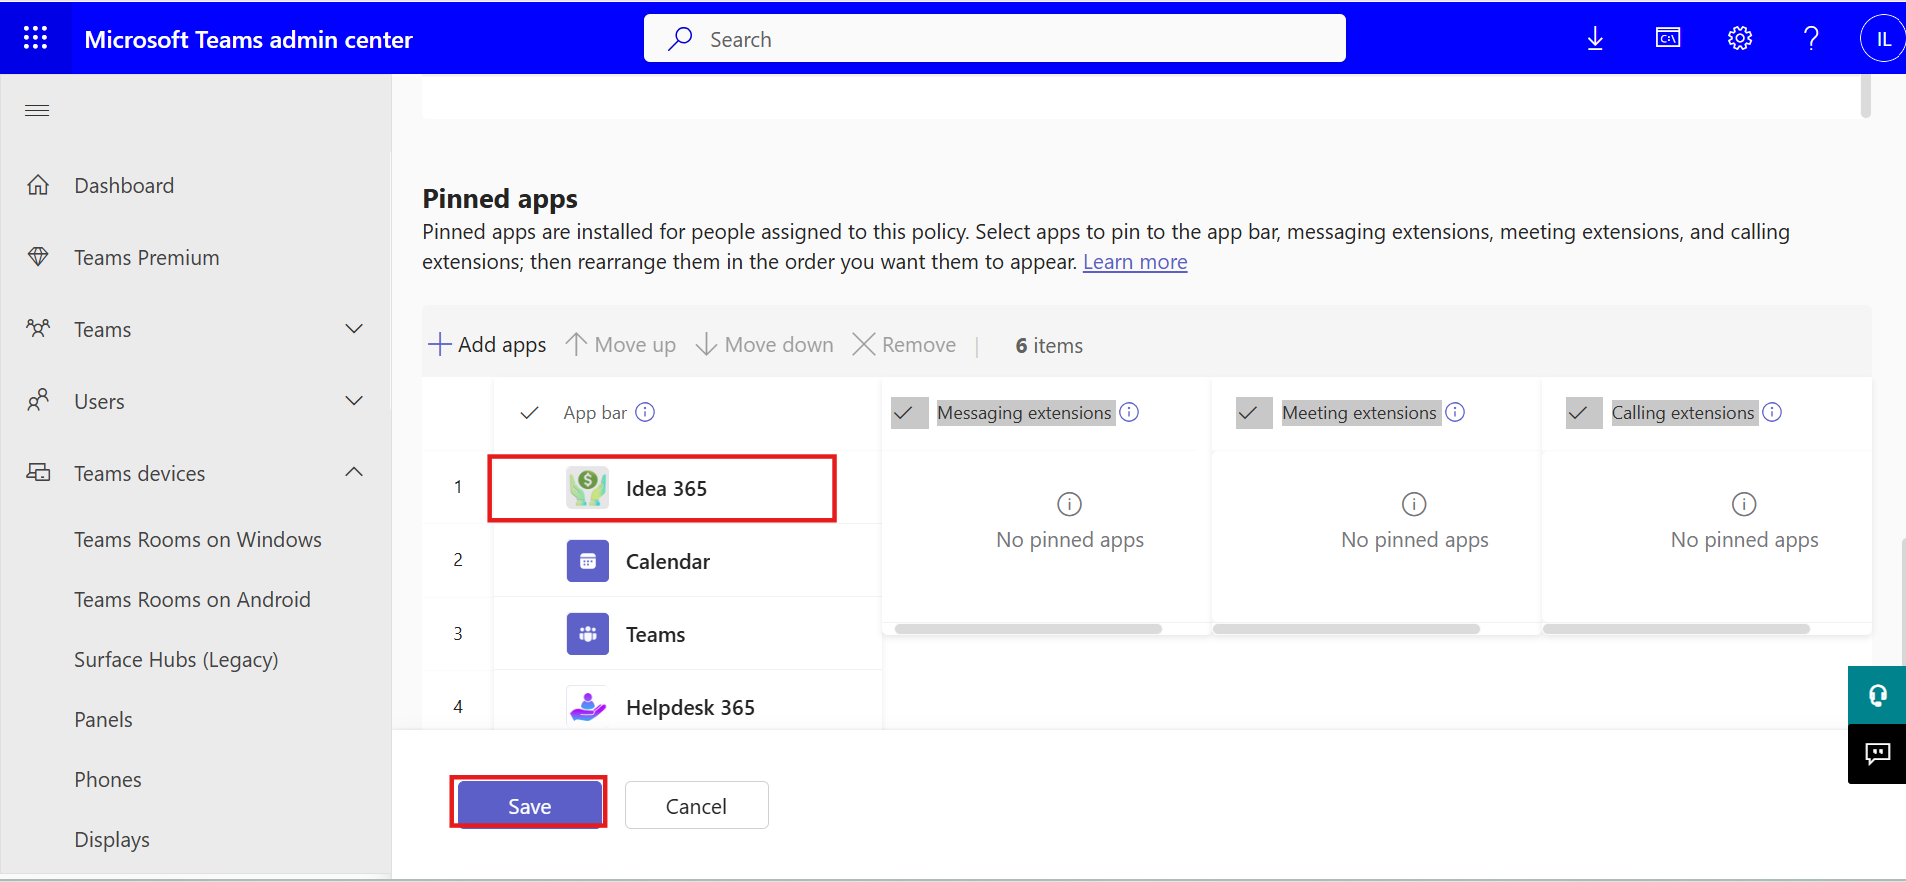 Microsoft Teams admin center
Search
C:\
IL
Dashboard
Teams Premium
Teams
Users
Teams devices
Teams Rooms on Windows
Teams Rooms on Android
Surface Hubs (Legacy)
Panels
Phones
Displays
Pinned apps
Pinned apps are installed for people assigned to this policy. Select apps to pin to the app bar, messaging extensions, meeting extensions, and calling
extensions; then rearrange them in the order you want them to appear. Learn more
Add apps Move up Move down Remove | 6 items
App bar Messaging extensions Meeting extensions Calling extensions
1 Idea 365
No pinned apps No pinned apps No pinned apps
2 Calendar
3 Teams
4 Helpdesk 365
Save Cancel